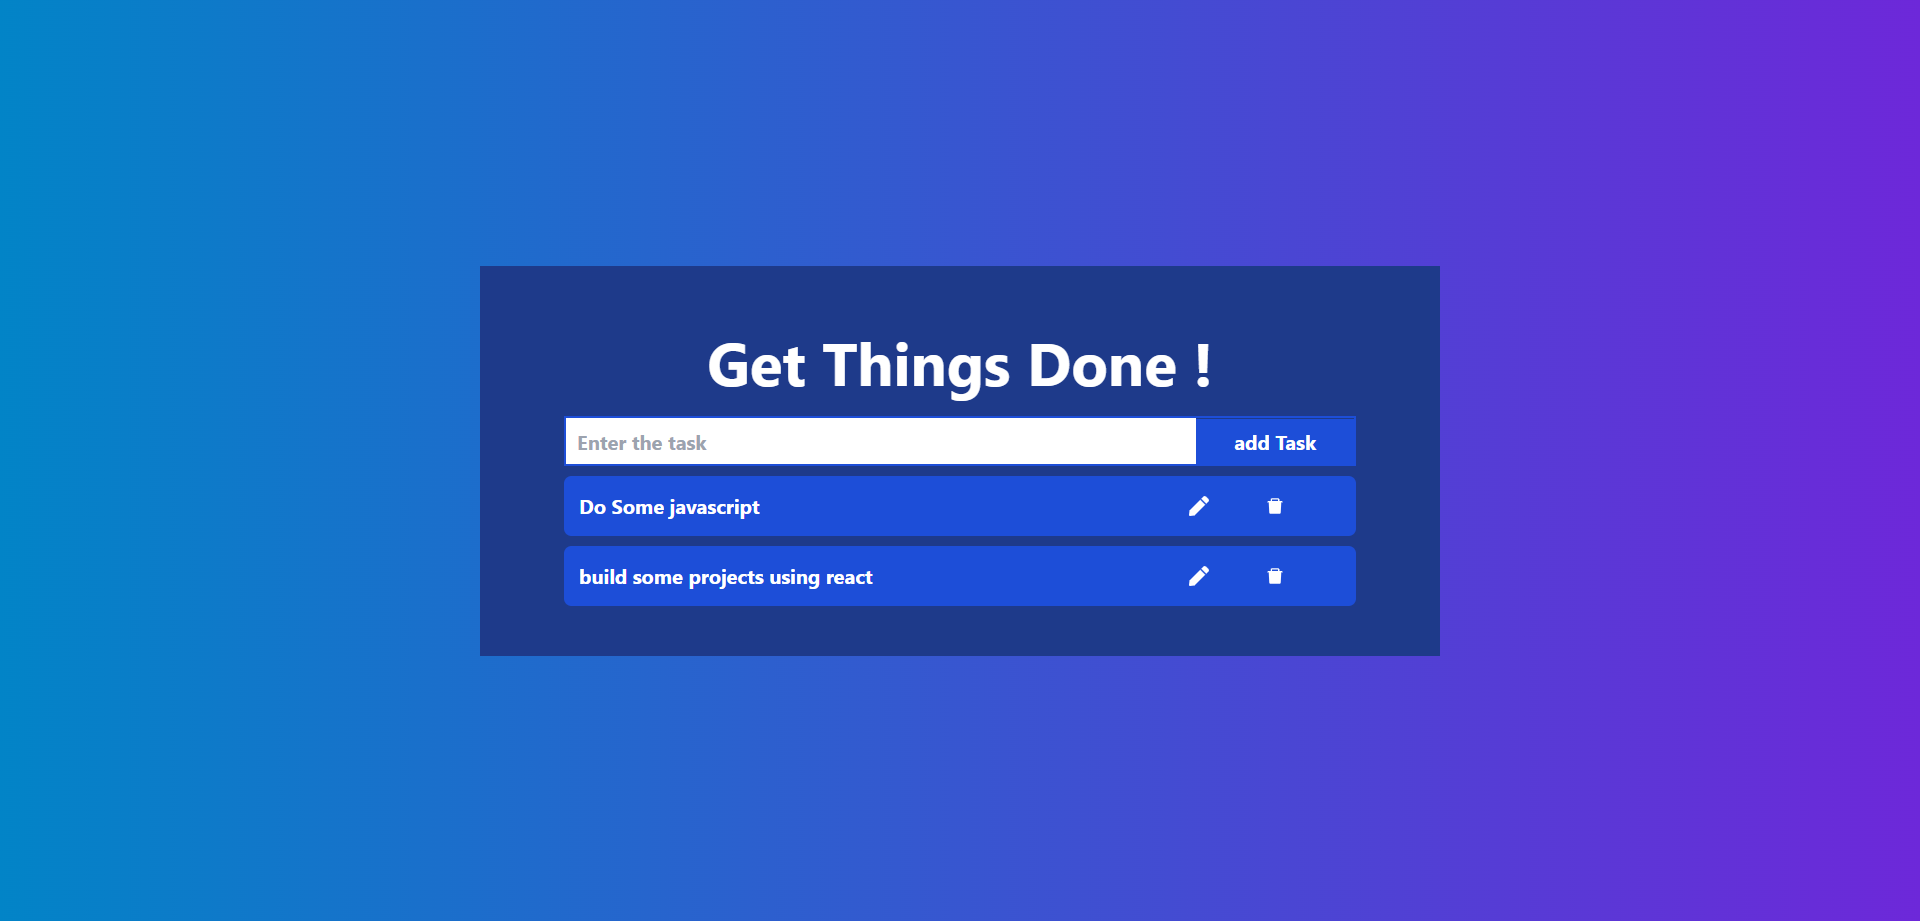 Get Things Done !
Enter the task
add Task
Do Some javascript
build some projects using react